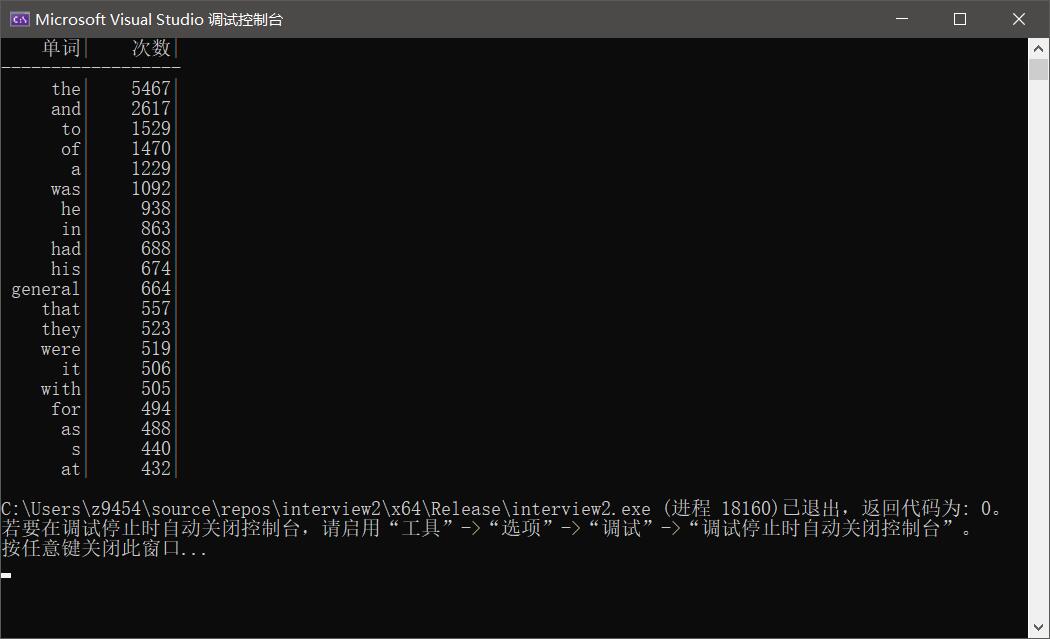 Microsoft Visual Studio 调试控制台
单词| 次数|
------------------
the| 5467|
and| 2617|
to| 1529|
of| 1470|
a| 1229|
was| 1092|
he| 938|
in| 863|
had| 688|
his| 674|
general| 664|
that| 557|
they| 523|
were| 519|
it| 506|
with| 505|
for| 494|
as| 488|
s| 440|
at| 432|
C:\Users\z9454\source\repos\interview2\x64\Release\interview2.exe (进程 18160)已退出，返回代码为: 0。
若要在调试停止时自动关闭控制台，请启用“工具”->“选项”->“调试”->“调试停止时自动关闭控制台”。
按任意键关闭此窗口...